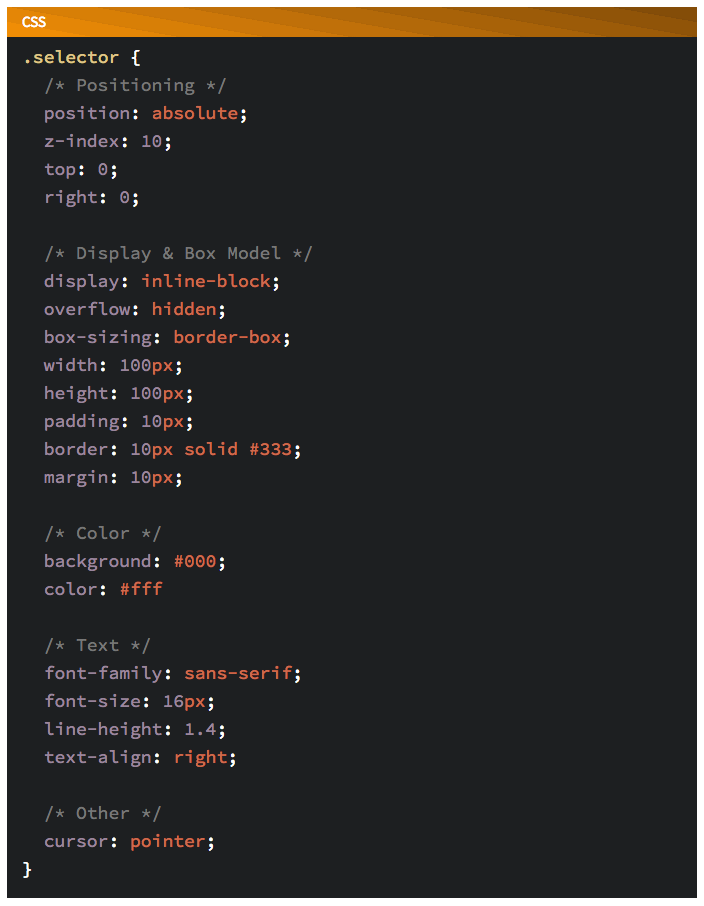 CSS
.selector {
/* Positioning */
position: absolute;
z-index: 10;
top: 0;
right: 0;
/* Display & Box Model */
display: inline-block;
overflow: hidden;
box-sizing: border-box;
width: 100px;
height: 100px;
padding: 10px;
border: 10px solid #333;
margin: 10px;
/* Color */
background: #000;
color: #fff
/* Text */
font-family: sans-serif;
font-size: 16px;
line-height: 1.4;
text-align: right;
/* Other */
cursor: pointer;
}